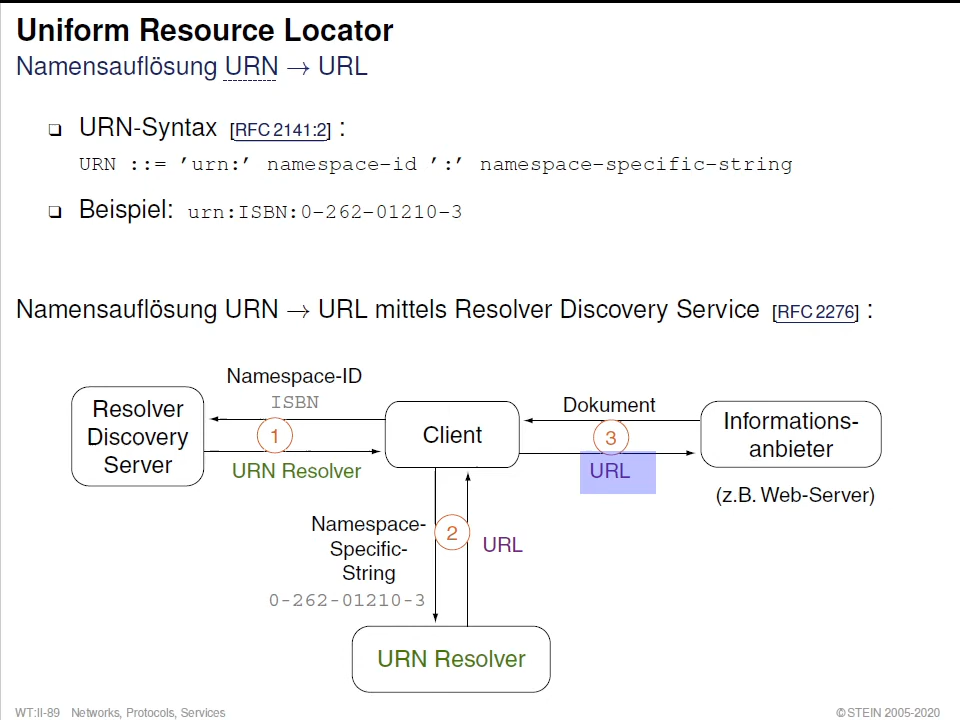 Uniform Resource Locator
Namensauflösung URN → URL
❑ URN-Syntax [RFC 2141:2] :
URN ::= ’urn:’ namespace-id ’:’ namespace-specific-string
❑ Beispiel: urn:ISBN:0-262-01210-3
Namensauflösung URN → URL mittels Resolver Discovery Service [RFC 2276] :
Resolver
Discovery
Server
Namespace-ID
ISBN
1
URN Resolver
Client
Dokument
3
URL
Informations-
anbieter
(z.B. Web-Server)
Namespace-
Specific-
String
0-262-01210-3
2
URL
URN Resolver
WT:II-89 Networks, Protocols, Services
© STEIN 2005-2020